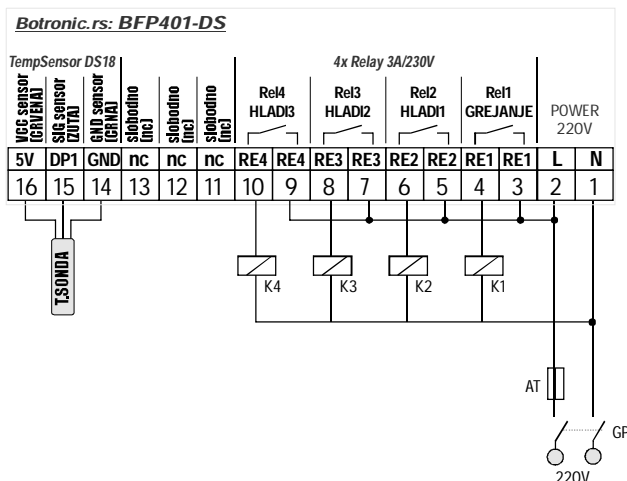 Botronic.rs: BFP401-DS
TempSensor DS18
4x Relay 3A/230V
VCC sensor
(CRVENA)
SIG sensor
(ZUTA)
GND sensor
(CRNA)
slobodno
(nc)
slobodno
(nc)
slobodno
(nc)
Rel4
HLADI3
Rel3
HLADI2
Rel2
HLADI1
Rel1
GREJANJE
POWER
220V
5V DP1 GND nc nc nc RE4 RE4 RE3 RE3 RE2 RE2 RE1 RE1 L N
16 15 14 13 12 11 10 9 8 7 6 5 4 3 2 1
T.SONDA
K4 K3 K2 K1
AT
GP
220V